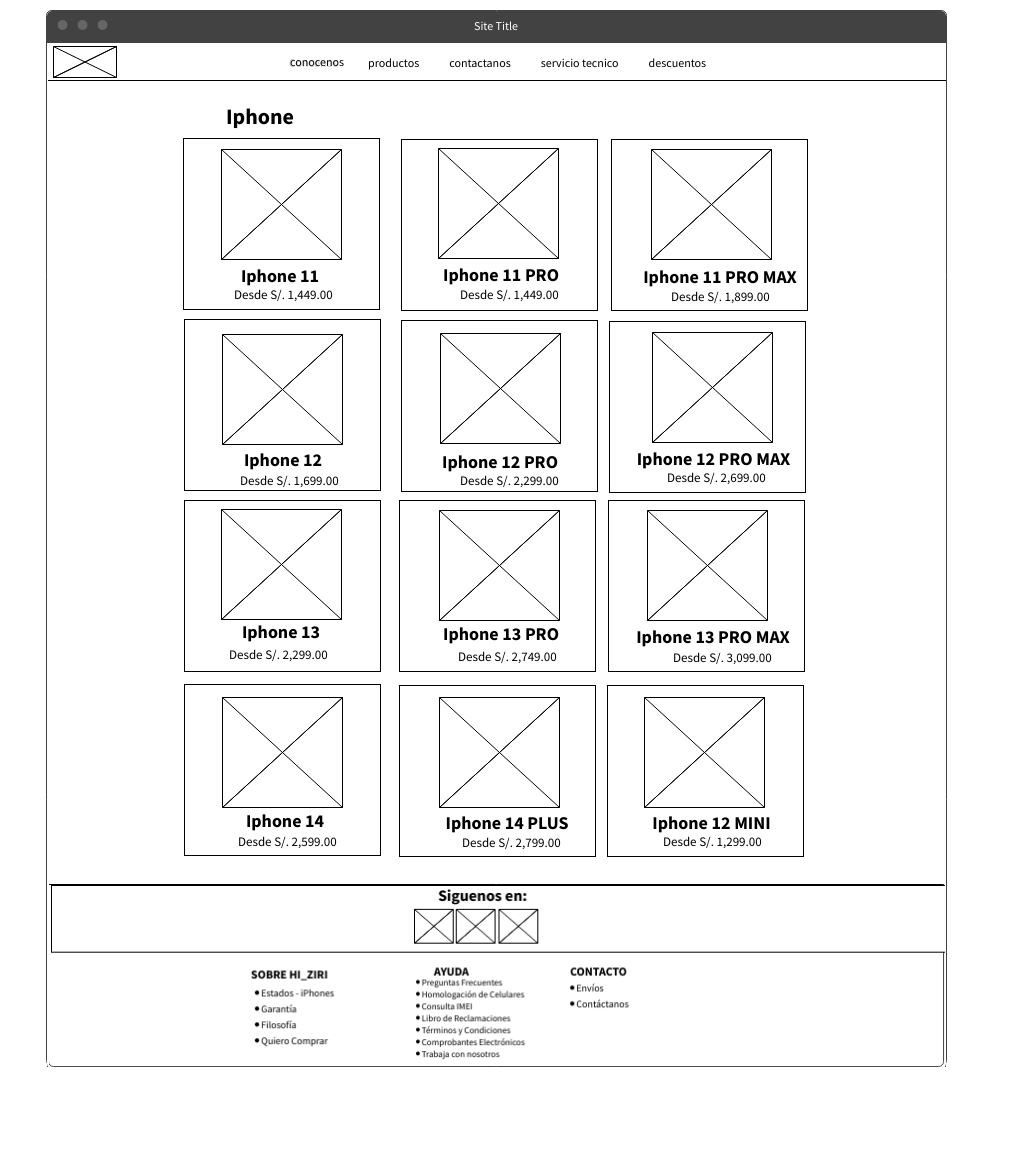 Site Title
conocenos productos contactanos servicio tecnico descuentos
Iphone
Iphone 11 Iphone 11 PRO Iphone 11 PRO MAX
Desde S/. 1,449.00 Desde S/. 1,449.00 Desde S/. 1,899.00
Iphone 12 Iphone 12 PRO Iphone 12 PRO MAX
Desde S/. 1,699.00 Desde S/. 2,299.00 Desde S/. 2,699.00
Iphone 13 Iphone 13 PRO Iphone 13 PRO MAX
Desde S/. 2,299.00 Desde S/. 2,749.00 Desde S/. 3,099.00
Iphone 14 Iphone 14 PLUS Iphone 12 MINI
Desde S/. 2,599.00 Desde S/. 2,799.00 Desde S/. 1,299.00
Siguenos en:
SOBRE HI_ZIRI
Estados - iPhones
Garantía
Filosofía
Quiero Comprar
AYUDA
Preguntas Frecuentes
Homologación de Celulares
Consulta IMEI
Libro de Reclamaciones
Términos y Condiciones
Comprobantes Electrónicos
Trabaja con nosotros
CONTACTO
Envíos
Contáctanos